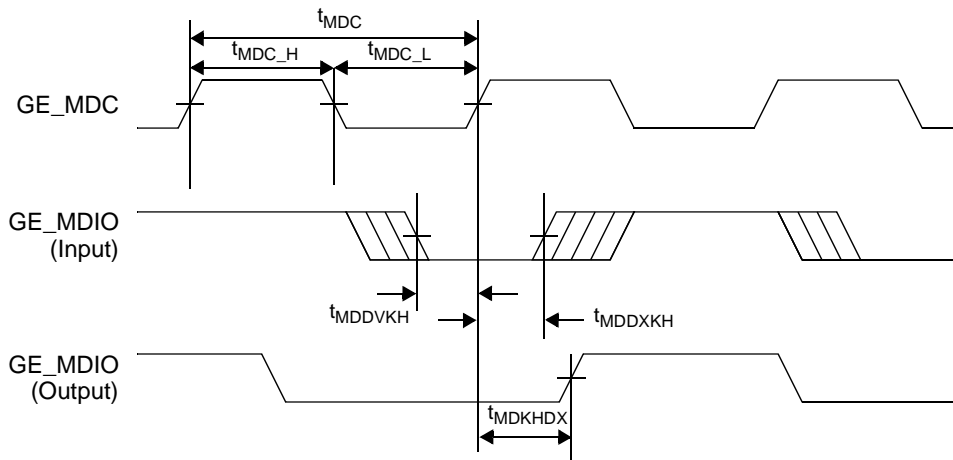 tMDC
tMDC_H
tMDC_L
GE_MDC
GE_MDIO
(Input)
tMDDVKH
tMDDXKH
GE_MDIO
(Output)
tMDKHDX